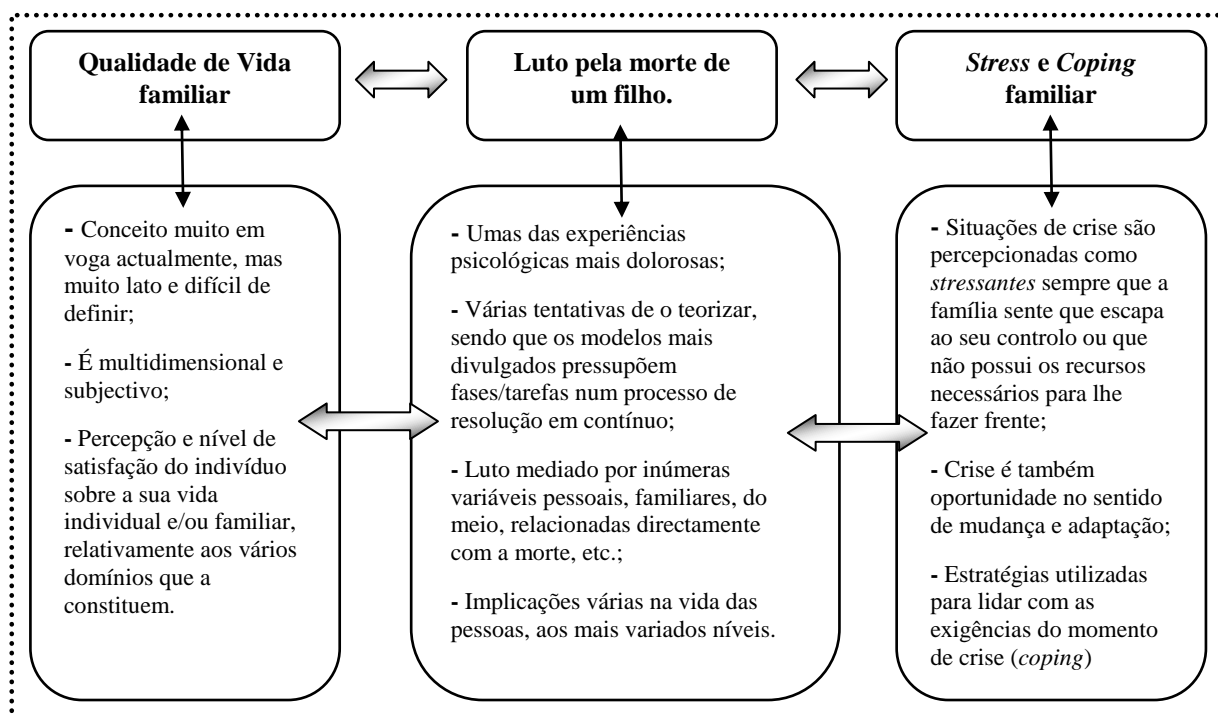 Qualidade de Vida
familiar
Luto pela morte de
um filho.
Stress e Coping
familiar
- Conceito muito em
voga actualmente, mas
muito lato e difícil de
definir;
- É multidimensional e
subjectivo;
- Percepção e nível de
satisfação do indivíduo
sobre a sua vida
individual e/ou familiar,
relativamente aos vários
domínios que a
constituem.
- Umas das experiências
psicológicas mais dolorosas;
- Várias tentativas de o teorizar,
sendo que os modelos mais
divulgados pressupõem
fases/tarefas num processo de
resolução em contínuo;
- Luto mediado por inúmeras
variáveis pessoais, familiares, do
meio, relacionadas directamente
com a morte, etc.;
- Implicações várias na vida das
pessoas, aos mais variados níveis.
- Situações de crise são
percepcionadas como
stressantes sempre que a
família sente que escapa
ao seu controlo ou que
não possui os recursos
necessários para lhe
fazer frente;
- Crise é também
oportunidade no sentido
de mudança e adaptação;
- Estratégias utilizadas
para lidar com as
exigências do momento
de crise (coping)